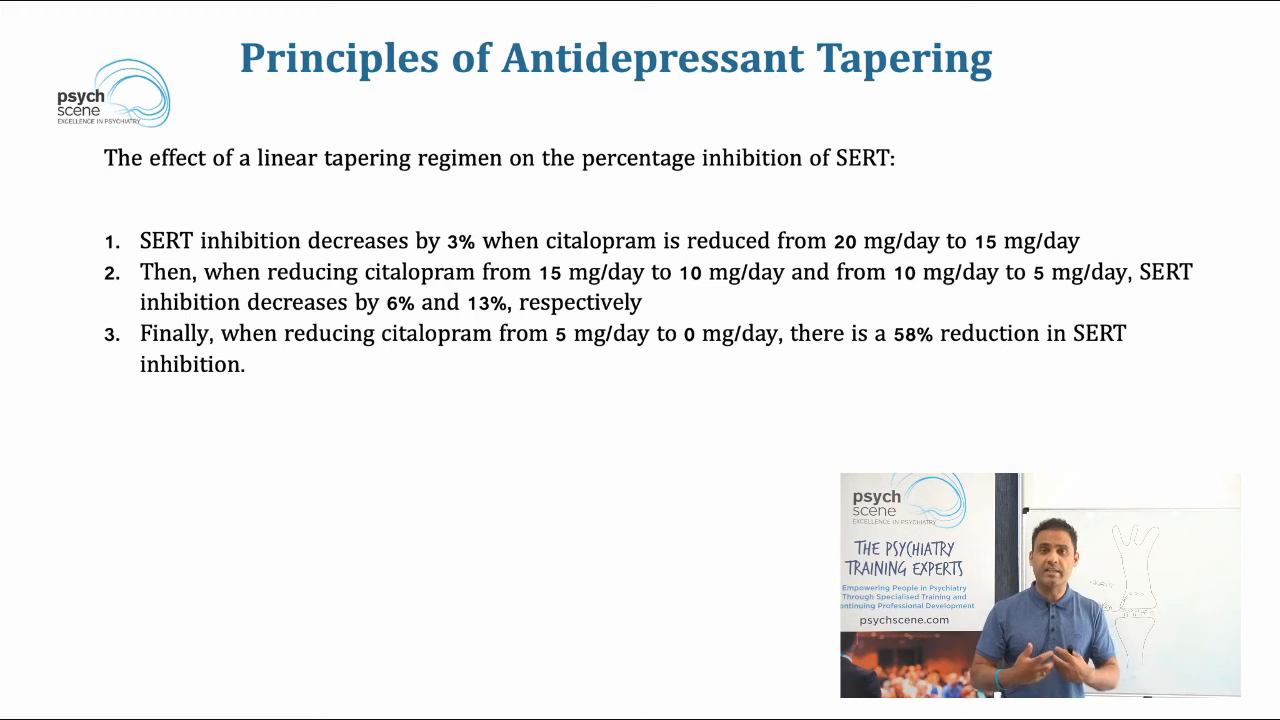 Principles of Antidepressant Tapering
psych
scene
EXCELLENCE IN PSYCHIATRY
The effect of a linear tapering regimen on the percentage inhibition of SERT:
1. SERT inhibition decreases by 3% when citalopram is reduced from 20 mg/day to 15 mg/day
2. Then, when reducing citalopram from 15 mg/day to 10 mg/day and from 10 mg/day to 5 mg/day, SERT
inhibition decreases by 6% and 13%, respectively
3. Finally, when reducing citalopram from 5 mg/day to 0 mg/day, there is a 58% reduction in SERT
inhibition.
psych
scene
EXCELLENCE IN PSYCHIATRY
THE PSYCHIATRY
TRAINING EXPERTS
Empowering People in Psychiatry
Through Specialised Training and
ontinuing Professional Development
psychscene.com